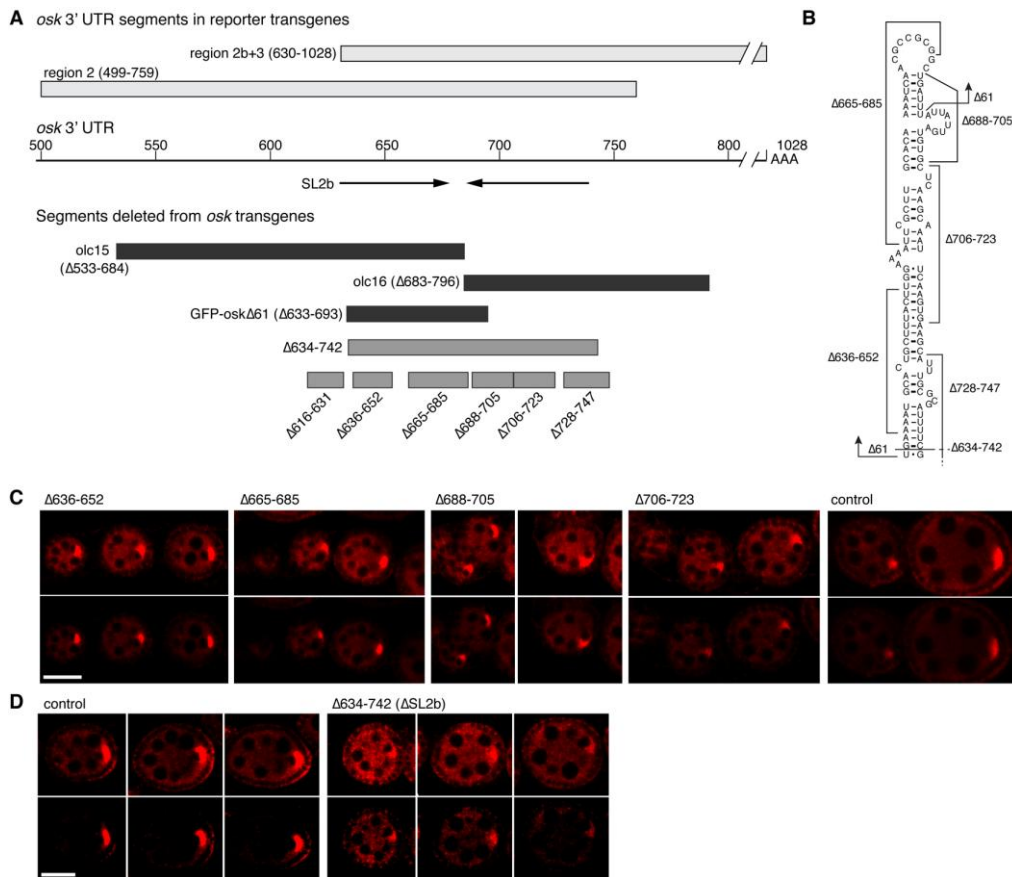 A
osk 3' UTR segments in reporter transgenes
region 2b+3 (630-1028)
region 2 (499-759)
osk 3' UTR
500 550 600 650 700 750 800 1028
AAA
SL2b
Segments deleted from osk transgenes
olc15
(Δ533-684)
olc16 (Δ683-796)
GFP-oskΔ61 (Δ633-693)
Δ634-742
Δ616-631
Δ636-652
Δ665-685
Δ688-705
Δ706-723
Δ728-747
B
Δ665-685
Δ61
Δ688-705
Δ706-723
Δ636-652
Δ728-747
Δ61
Δ634-742
C
Δ636-652 Δ665-685 Δ688-705 Δ706-723 control
D
control Δ634-742 (ΔSL2b)